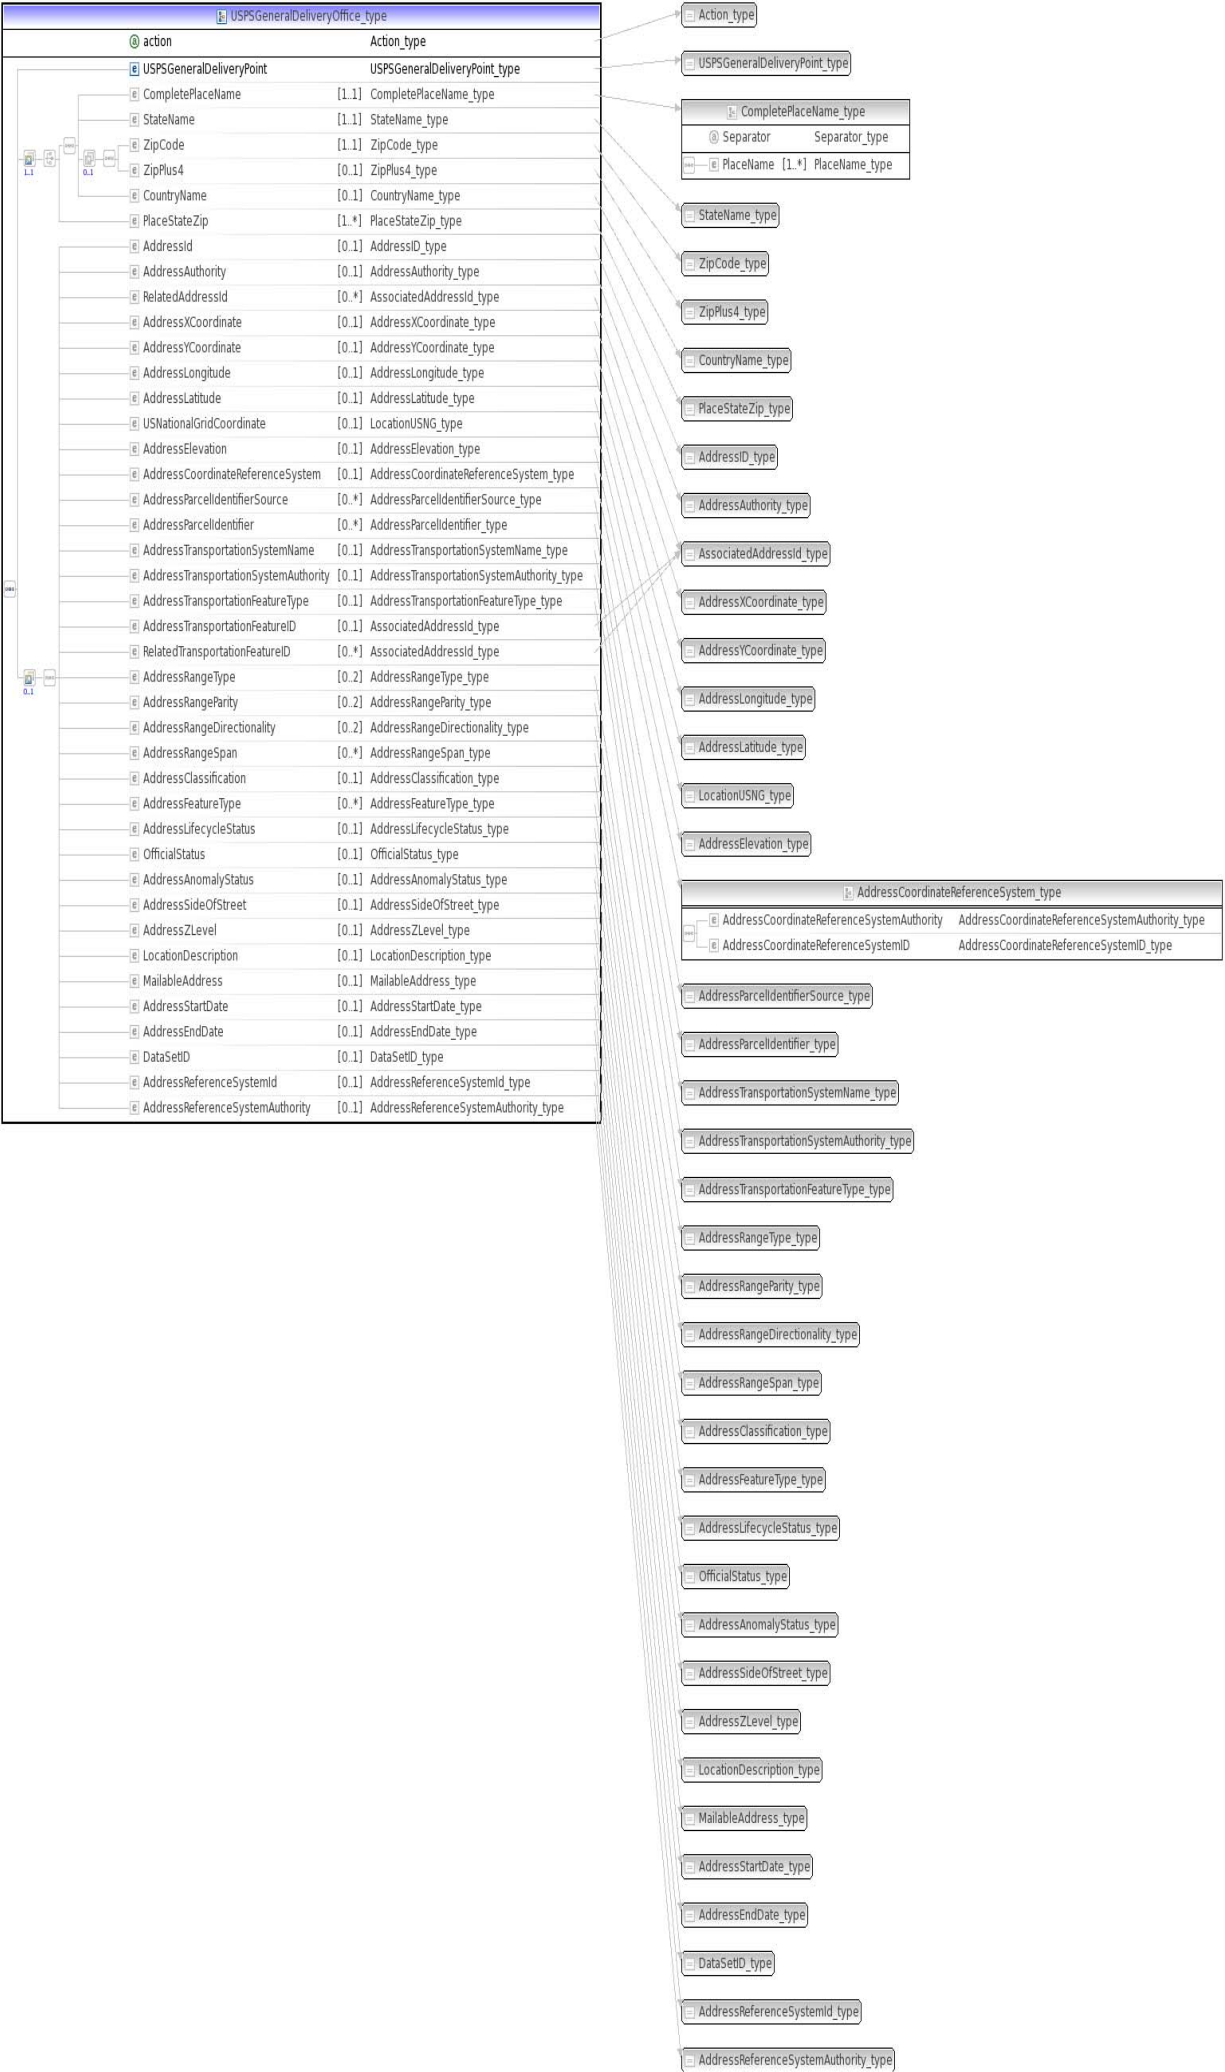 USPSGeneralDeliveryOffice_type
action Action_type
USPSGeneralDeliveryPoint USPSGeneralDeliveryPoint_type
CompletePlaceName [1..1] CompletePlaceName_type
StateName [1..1] StateName_type
ZipCode [1..1] ZipCode_type
1..1 0..1 ZipPlus4 [0..1] ZipPlus4_type
CountryName [0..1] CountryName_type
PlaceStateZip [1..*] PlaceStateZip_type
AddressId [0..1] AddressID_type
AddressAuthority [0..1] AddressAuthority_type
RelatedAddressId [0..*] AssociatedAddressId_type
AddressXCoordinate [0..1] AddressXCoordinate_type
AddressYCoordinate [0..1] AddressYCoordinate_type
AddressLongitude [0..1] AddressLongitude_type
AddressLatitude [0..1] AddressLatitude_type
USNationalGridCoordinate [0..1] LocationUSNG_type
AddressElevation [0..1] AddressElevation_type
AddressCoordinateReferenceSystem [0..1] AddressCoordinateReferenceSystem_type
AddressParcelIdentifierSource [0..*] AddressParcelIdentifierSource_type
AddressParcelIdentifier [0..*] AddressParcelIdentifier_type
AddressTransportationSystemName [0..1] AddressTransportationSystemName_type
AddressTransportationSystemAuthority [0..1] AddressTransportationSystemAuthority_type
AddressTransportationFeatureType [0..1] AddressTransportationFeatureType_type
AddressTransportationFeatureID [0..1] AssociatedAddressId_type
RelatedTransportationFeatureID [0..*] AssociatedAddressId_type
AddressRangeType [0..2] AddressRangeType_type
0..1
AddressRangeParity [0..2] AddressRangeParity_type
AddressRangeDirectionality [0..2] AddressRangeDirectionality_type
AddressRangeSpan [0..*] AddressRangeSpan_type
AddressClassification [0..1] AddressClassification_type
AddressFeatureType [0..*] AddressFeatureType_type
AddressLifecycleStatus [0..1] AddressLifecycleStatus_type
OfficialStatus [0..1] OfficialStatus_type
AddressAnomalyStatus [0..1] AddressAnomalyStatus_type
AddressSideOfStreet [0..1] AddressSideOfStreet_type
AddressZLevel [0..1] AddressZLevel_type
LocationDescription [0..1] LocationDescription_type
MailableAddress [0..1] MailableAddress_type
AddressStartDate [0..1] AddressStartDate_type
AddressEndDate [0..1] AddressEndDate_type
DataSetID [0..1] DataSetID_type
AddressReferenceSystemId [0..1] AddressReferenceSystemId_type
AddressReferenceSystemAuthority [0..1] AddressReferenceSystemAuthority_type
Action_type
USPSGeneralDeliveryPoint_type
CompletePlaceName_type
Separator Separator_type
PlaceName [1..*] PlaceName_type
StateName_type
ZipCode_type
ZipPlus4_type
CountryName_type
PlaceStateZip_type
AddressID_type
AddressAuthority_type
AssociatedAddressId_type
AddressXCoordinate_type
AddressYCoordinate_type
AddressLongitude_type
AddressLatitude_type
LocationUSNG_type
AddressElevation_type
AddressCoordinateReferenceSystem_type
AddressCoordinateReferenceSystemAuthority AddressCoordinateReferenceSystemAuthority_type
AddressCoordinateReferenceSystemID AddressCoordinateReferenceSystemID_type
AddressParcelIdentifierSource_type
AddressParcelIdentifier_type
AddressTransportationSystemName_type
AddressTransportationSystemAuthority_type
AddressTransportationFeatureType_type
AddressRangeType_type
AddressRangeParity_type
AddressRangeDirectionality_type
AddressRangeSpan_type
AddressClassification_type
AddressFeatureType_type
AddressLifecycleStatus_type
OfficialStatus_type
AddressAnomalyStatus_type
AddressSideOfStreet_type
AddressZLevel_type
LocationDescription_type
MailableAddress_type
AddressStartDate_type
AddressEndDate_type
DataSetID_type
AddressReferenceSystemId_type
AddressReferenceSystemAuthority_type